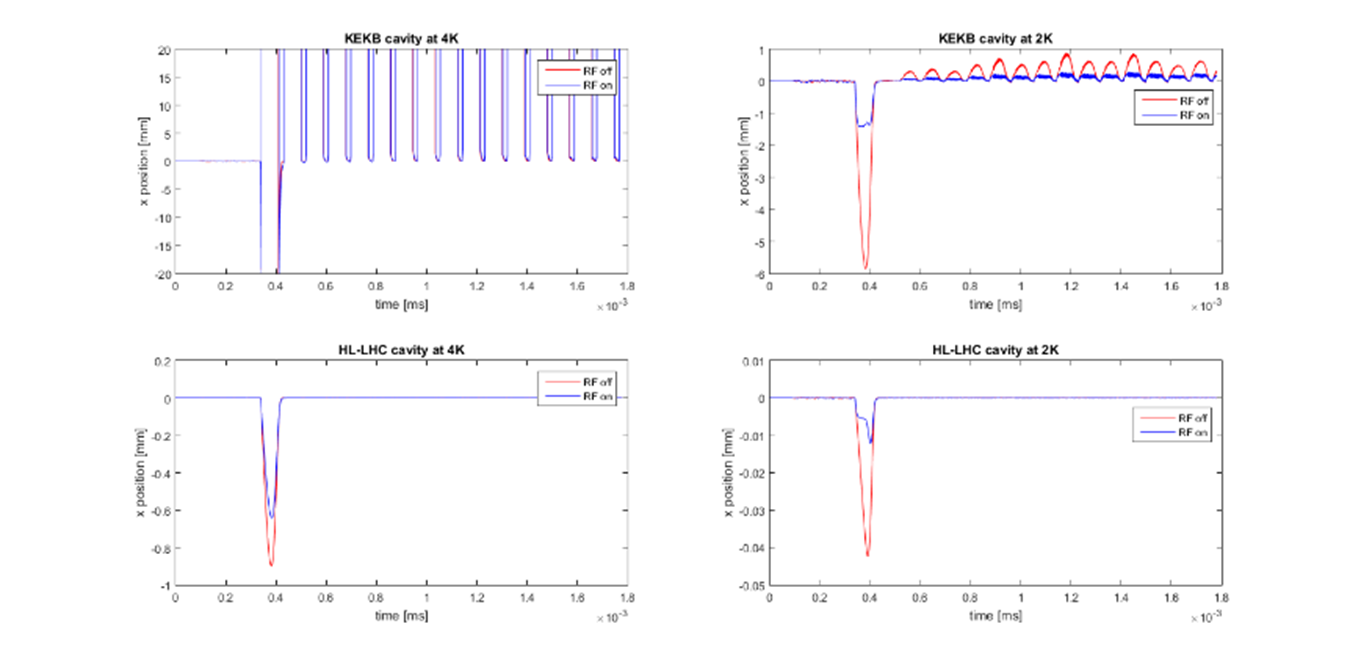 KEKB cavity at 4K
20
15
10
5
0
-5
-10
-15
-20
x position [mm]
RF off
RF on
0 0.2 0.4 0.6 0.8 1 1.2 1.4 1.6 1.8
time [ms]
×10-3
KEKB cavity at 2K
1
0
-1
-2
-3
-4
-5
-6
x position [mm]
RF off
RF on
0 0.2 0.4 0.6 0.8 1 1.2 1.4 1.6 1.8
time [ms]
×10-3
HL-LHC cavity at 4K
0.2
0
-0.2
-0.4
-0.6
-0.8
-1
x position [mm]
RF off
RF on
0 0.2 0.4 0.6 0.8 1 1.2 1.4 1.6 1.8
time [ms]
×10-3
HL-LHC cavity at 2K
0.01
0
-0.01
-0.02
-0.03
-0.04
-0.05
x position [mm]
RF off
RF on
0 0.2 0.4 0.6 0.8 1 1.2 1.4 1.6 1.8
time [ms]
×10-3